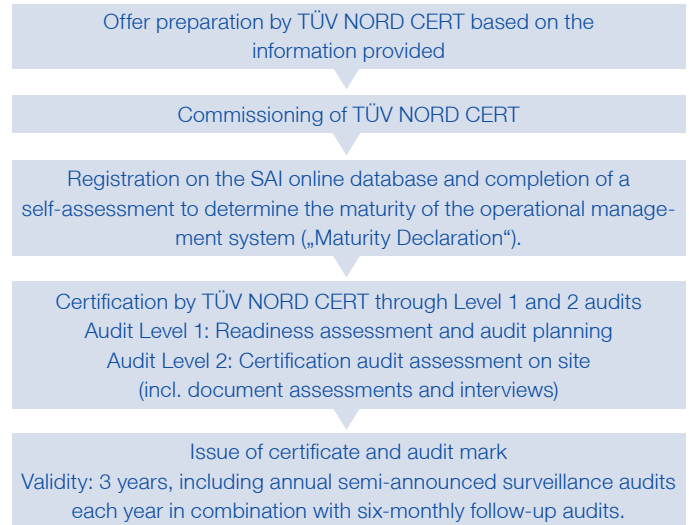 Offer preparation by TÜV NORD CERT based on the
information provided
Commissioning of TÜV NORD CERT
Registration on the SAI online database and completion of a
self-assessment to determine the maturity of the operational manage-
ment system („Maturity Declaration“).
Certification by TÜV NORD CERT through Level 1 and 2 audits
Audit Level 1: Readiness assessment and audit planning
Audit Level 2: Certification audit assessment on site
(incl. document assessments and interviews)
Issue of certificate and audit mark
Validity: 3 years, including annual semi-announced surveillance audits
each year in combination with six-monthly follow-up audits.